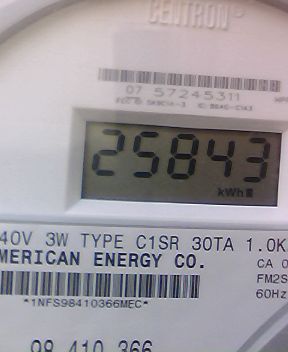 CENTRON®
07 57245311
25843
kWh
40V 3W TYPE C1SR 30TA 1.0K
MERICAN ENERGY CO.
CA 0
FM2S
*1NFS98410366MEC*
60Hz
98 410 366